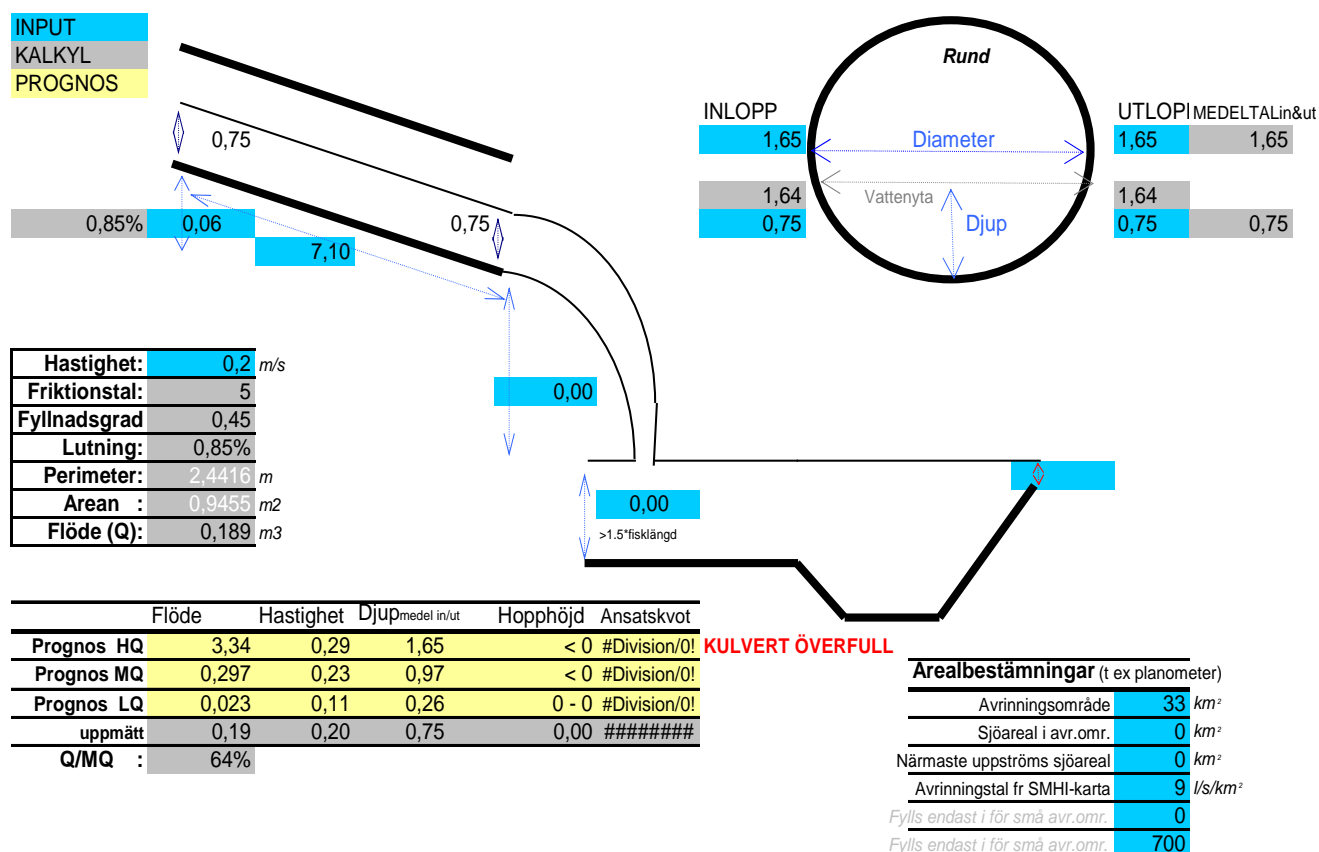 INPUT
KALKYL
PROGNOS
Rund
INLOPP
UTLOPI MEDELTALin&ut
0,75
1,65 Diameter 1,65 1,65
1,64 Vattenyta 1,64
0,85% 0,06 0,75 0,75 Djup 0,75 0,75
7,10
Hastighet: 0,2 m/s
Friktionstal: 5
0,00
Fyllnadsgrad 0,45
Lutning: 0,85%
Perimeter: 2,4416 m
Arean : 0,9455 m2
0,00
Flöde (Q): 0,189 m3
>1.5*fisklängd
Flöde Hastighet Djup medel in/ut Hopphöjd Ansatskvot
Prognos HQ 3,34 0,29 1,65 < 0 #Division/0! KULVERT ÖVERFULL
Prognos MQ 0,297 0,23 0,97 < 0 #Division/0!
Prognos LQ 0,023 0,11 0,26 0 - 0 #Division/0!
uppmätt 0,19 0,20 0,75 0,00 ########
Q/MQ : 64%
Arealbestämningar (t ex planometer)
Avrinningsområde 33 km²
Sjöareal i avr.omr. 0 km²
Närmaste uppströms sjöareal 0 km²
Avrinningstal fr SMHI-karta 9 l/s/km²
Fylls endast i för små avr.omr. 0
Fylls endast i för små avr.omr. 700